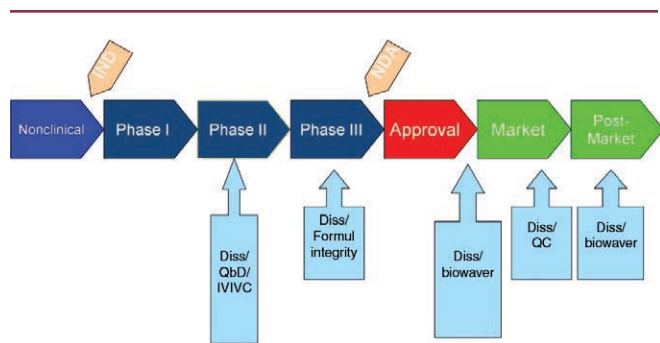 IND
NDA
Nonclinical
Phase I
Phase II
Phase III
Approval
Market
Post-
Market
Diss/
QbD/
IVIVC
Diss/
Formul
integrity
Diss/
biowaver
Diss/
QC
Diss/
biowaver